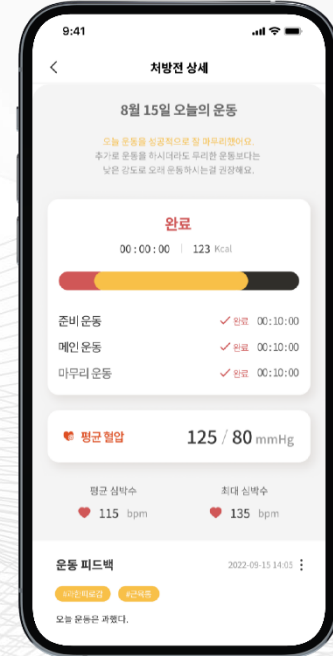 9:41
처방전 상세
8월 15일 오늘의 운동
오늘 운동을 성공적으로 잘 마무리했어요.
추가로 운동을 하시더라도 무리한 운동보다는
낮은 강도로 오래 운동하시는걸 권장해요.
완료
00:00:00 | 123 Kcal
준비 운동 완료 00:10:00
메인 운동 완료 00:10:00
마무리 운동 완료 00:10:00
평균 혈압 125 / 80 mmHg
평균 심박수 최대 심박수
115 bpm 135 bpm
운동 피드백 2022-09-15 14:05
#근육통
오늘 운동은 과했다.